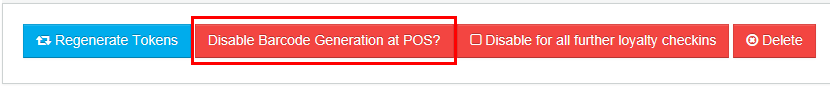 Regenerate Tokens Disable Barcode Generation at POS? Disable for all further loyalty checkins Delete